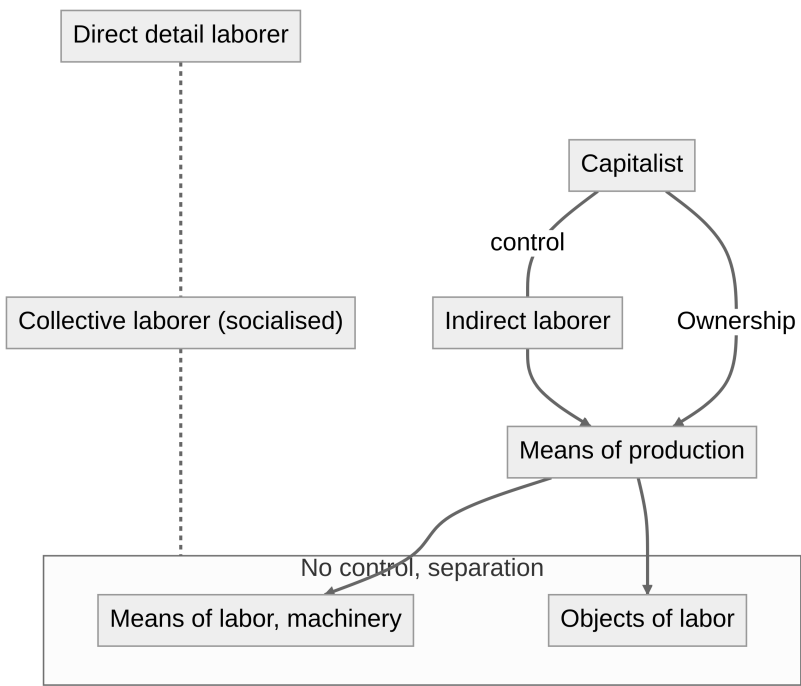 Direct detail laborer
Capitalist
control
Collective laborer (socialised)
Indirect laborer
Ownership
Means of production
No control, separation
Means of labor, machinery
Objects of labor